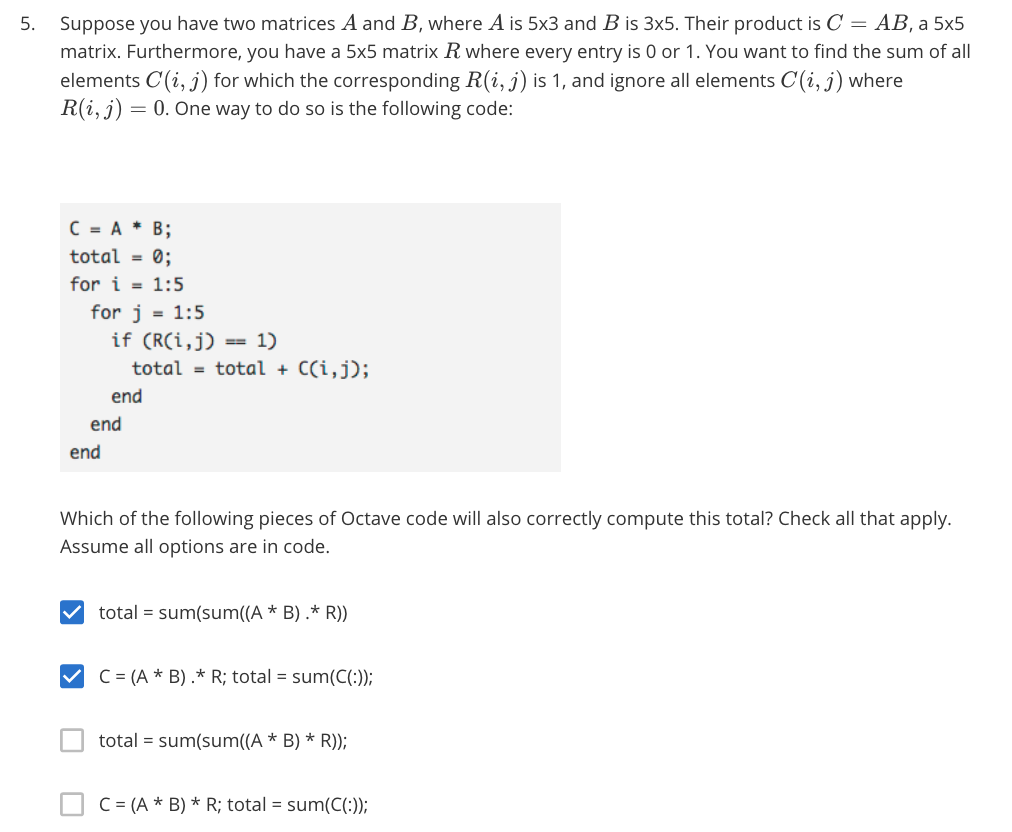 5. Suppose you have two matrices A and B, where A is 5x3 and B is 3x5. Their product is C = AB, a 5x5
matrix. Furthermore, you have a 5x5 matrix R where every entry is 0 or 1. You want to find the sum of all
elements C(i, j) for which the corresponding R(i, j) is 1, and ignore all elements C(i, j) where
R(i, j) = 0. One way to do so is the following code:
C = A * B;
total = 0;
for i = 1:5
  for j = 1:5
    if (R(i,j) == 1)
      total = total + C(i,j);
    end
  end
end
Which of the following pieces of Octave code will also correctly compute this total? Check all that apply.
Assume all options are in code.
total = sum(sum((A * B) .* R))
C = (A * B) .* R; total = sum(C(:));
total = sum(sum((A * B) * R));
C = (A * B) * R; total = sum(C(:));